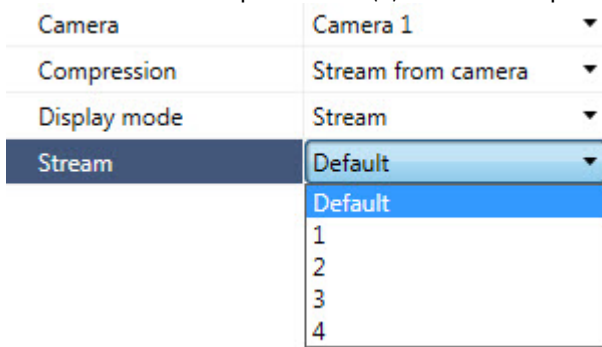 Camera Camera 1
Compression Stream from camera
Display mode Stream
Stream Default
Default
1
2
3
4